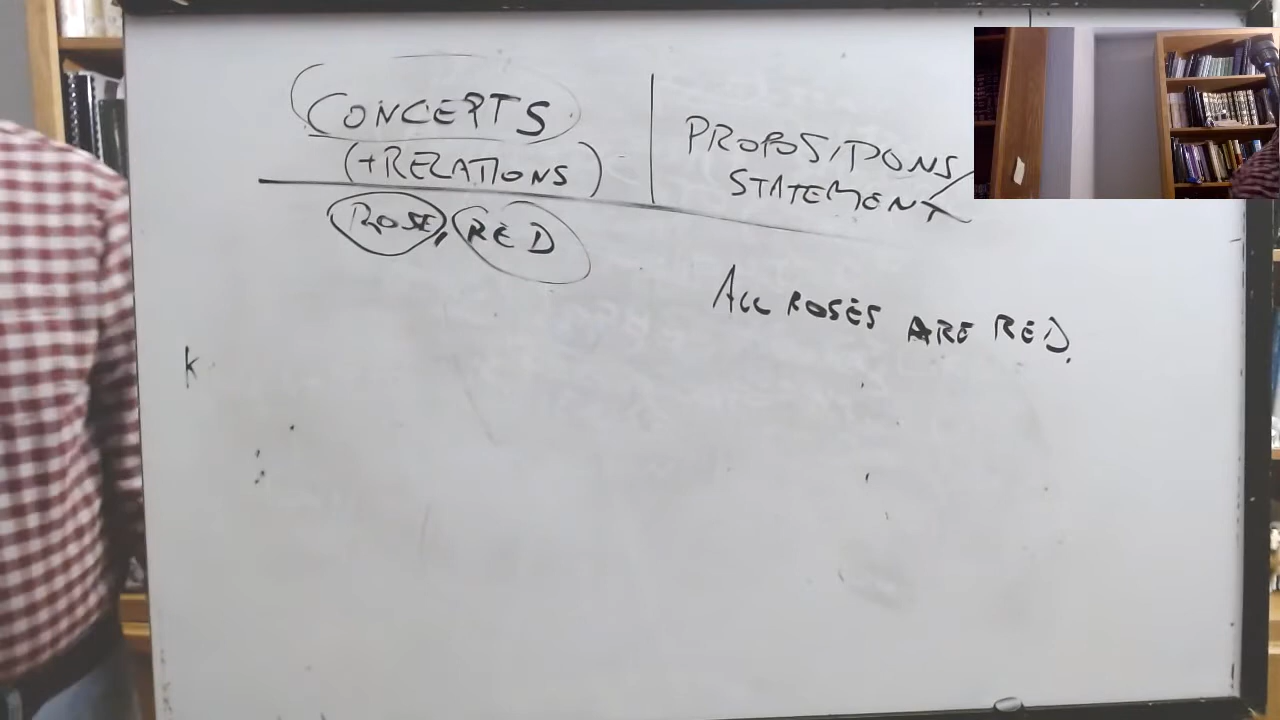 CONCEPTS
(+RELATIONS)
PROPOSITIONS/
STATEMENT
ROSE, RED
ALL ROSES ARE RED.
k